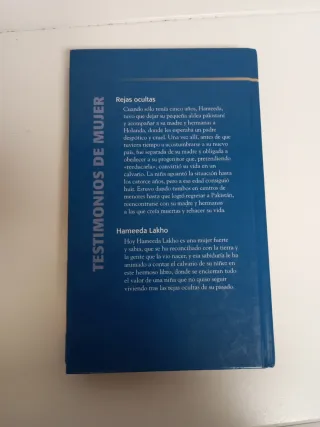 TESTIMONIOS DE MUJER
Rejas ocultas
Cuando sólo tenía cinco años, Hameeda,
tuvo que dejar su pequeña aldea pakistaní
y acompañar a su madre y hermanas a
Holanda, donde les esperaba un padre
despótico y cruel. Una vez allí, antes de que
tuviera tiempo a acostumbrarse a su nuevo
país, fue separada de su madre y obligada a
obedecer a su progenitor que, pretendiendo
«reeducarla», convirtió su vida en un
calvario. La niña aguantó la situación hasta
los catorce años, pero a esa edad consiguió
huir. Estuvo dando tumbos en centros de
menores hasta que logró regresar a Pakistán,
reencontrarse con su madre y hermanas
a las que creía muertas y rehacer su vida.
Hameeda Lakho
Hoy Hameeda Lakho es una mujer fuerte
y sabia, que se ha reconciliado con la tierra y
la gente que la vio nacer, y esa sabiduría le ha
animado a contar el calvario de su niñez en
este hermoso libro, donde se encierran todo
el valor de una niña que no quiso seguir
viviendo tras las rejas ocultas de su pasado.